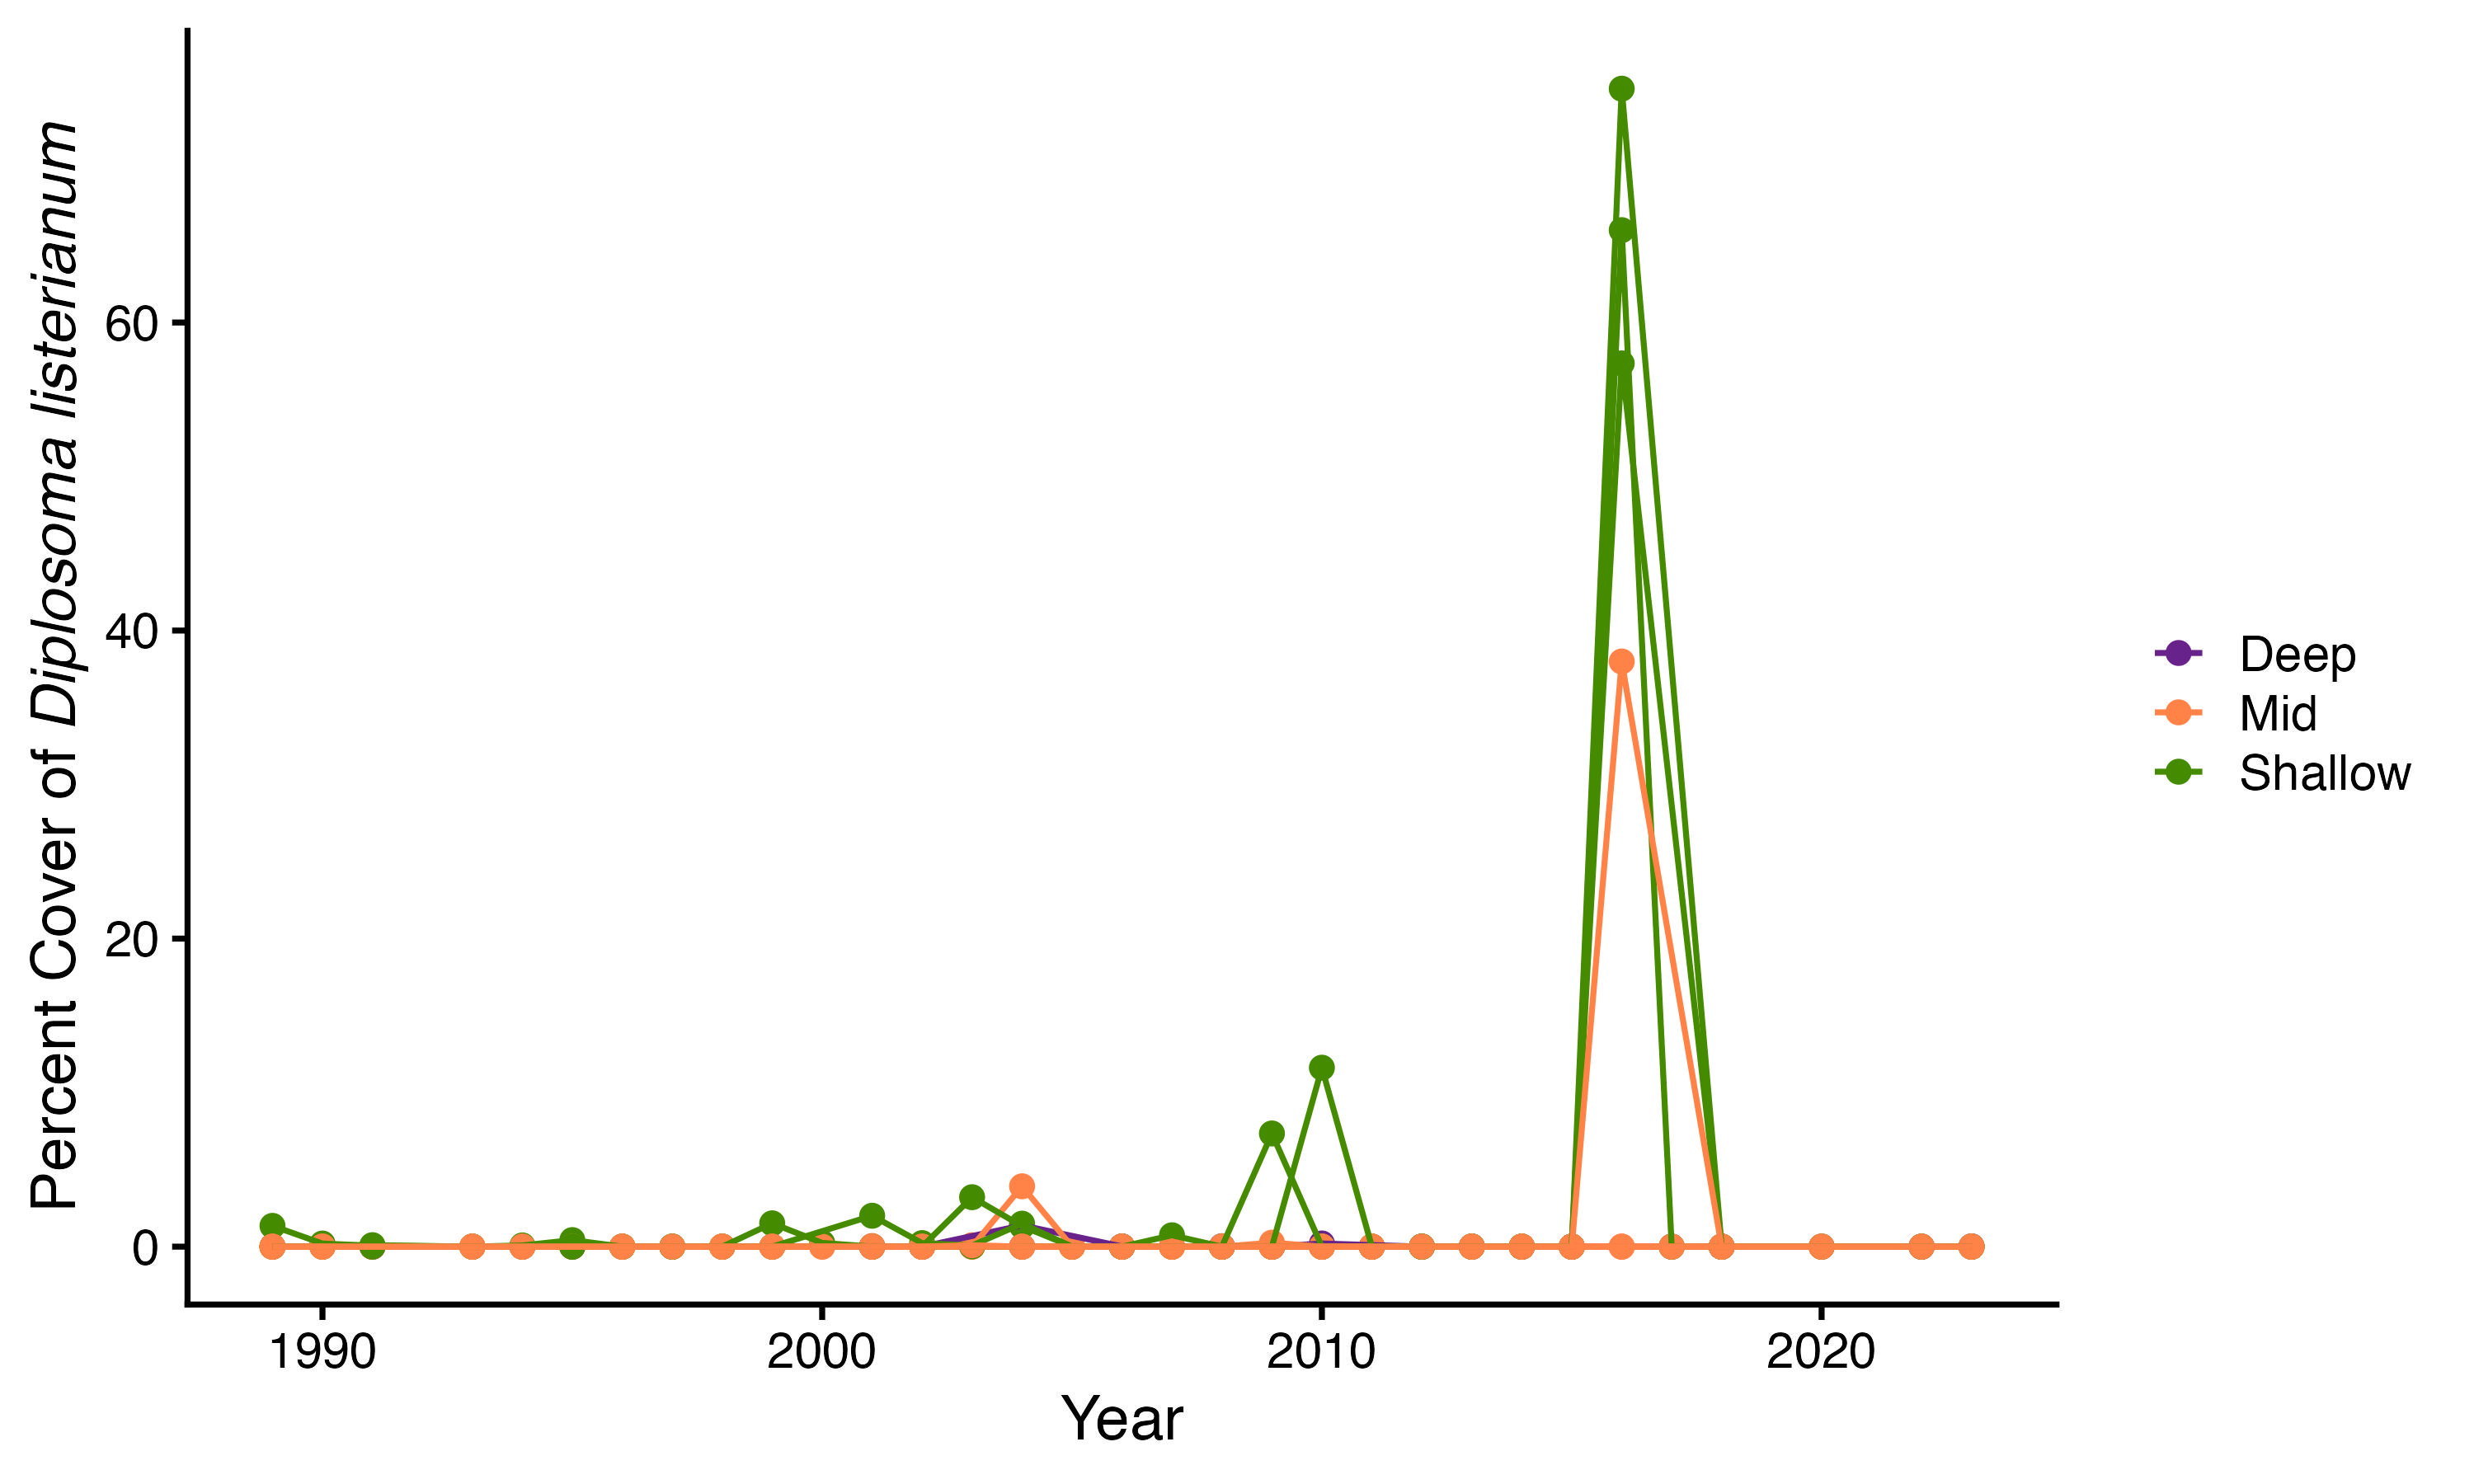 Percent Cover of Diplosoma listerianum
60
40
20
0
1990 2000 2010 2020
Year
Deep
Mid
Shallow